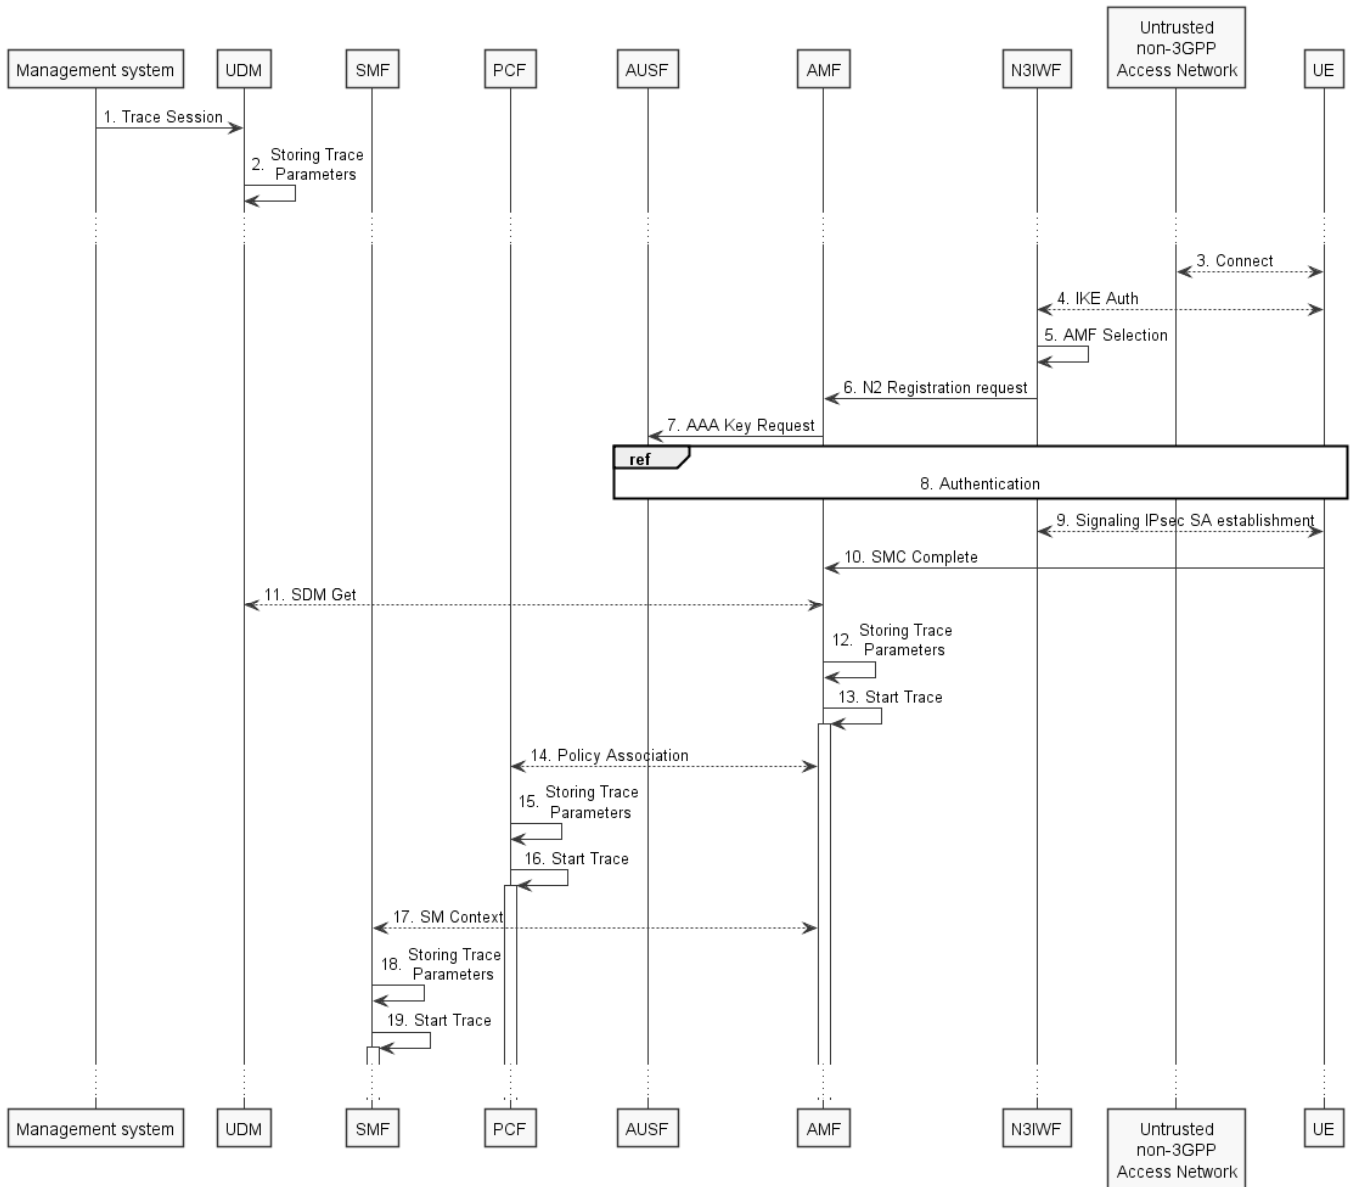 Untrusted
non-3GPP
Access Network
Management system
UDM
SMF
PCF
AUSF
AMF
N3IWF
UE
1. Trace Session
2. Storing Trace
Parameters
3. Connect
4. IKE Auth
5. AMF Selection
6. N2 Registration request
7. AAA Key Request
ref
8. Authentication
9. Signaling IPsec SA establishment
10. SMC Complete
11. SDM Get
12. Storing Trace
Parameters
13. Start Trace
14. Policy Association
15. Storing Trace
Parameters
16. Start Trace
17. SM Context
18. Storing Trace
Parameters
19. Start Trace
Management system
UDM
SMF
PCF
AUSF
AMF
N3IWF
Untrusted
non-3GPP
Access Network
UE